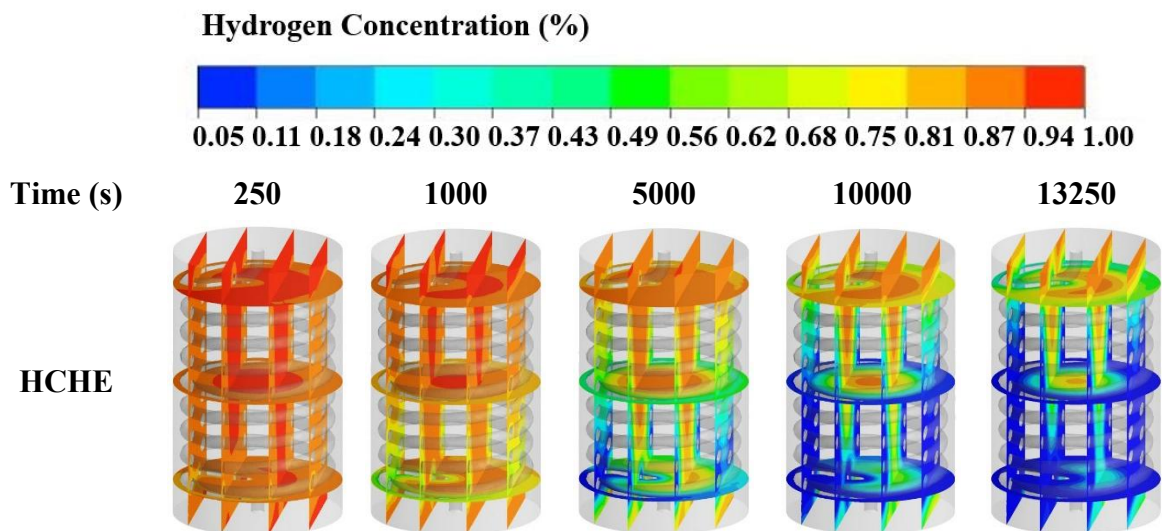 Hydrogen Concentration (%)
0.05 0.11 0.18 0.24 0.30 0.37 0.43 0.49 0.56 0.62 0.68 0.75 0.81 0.87 0.94 1.00
Time (s) 250 1000 5000 10000 13250
HCHE